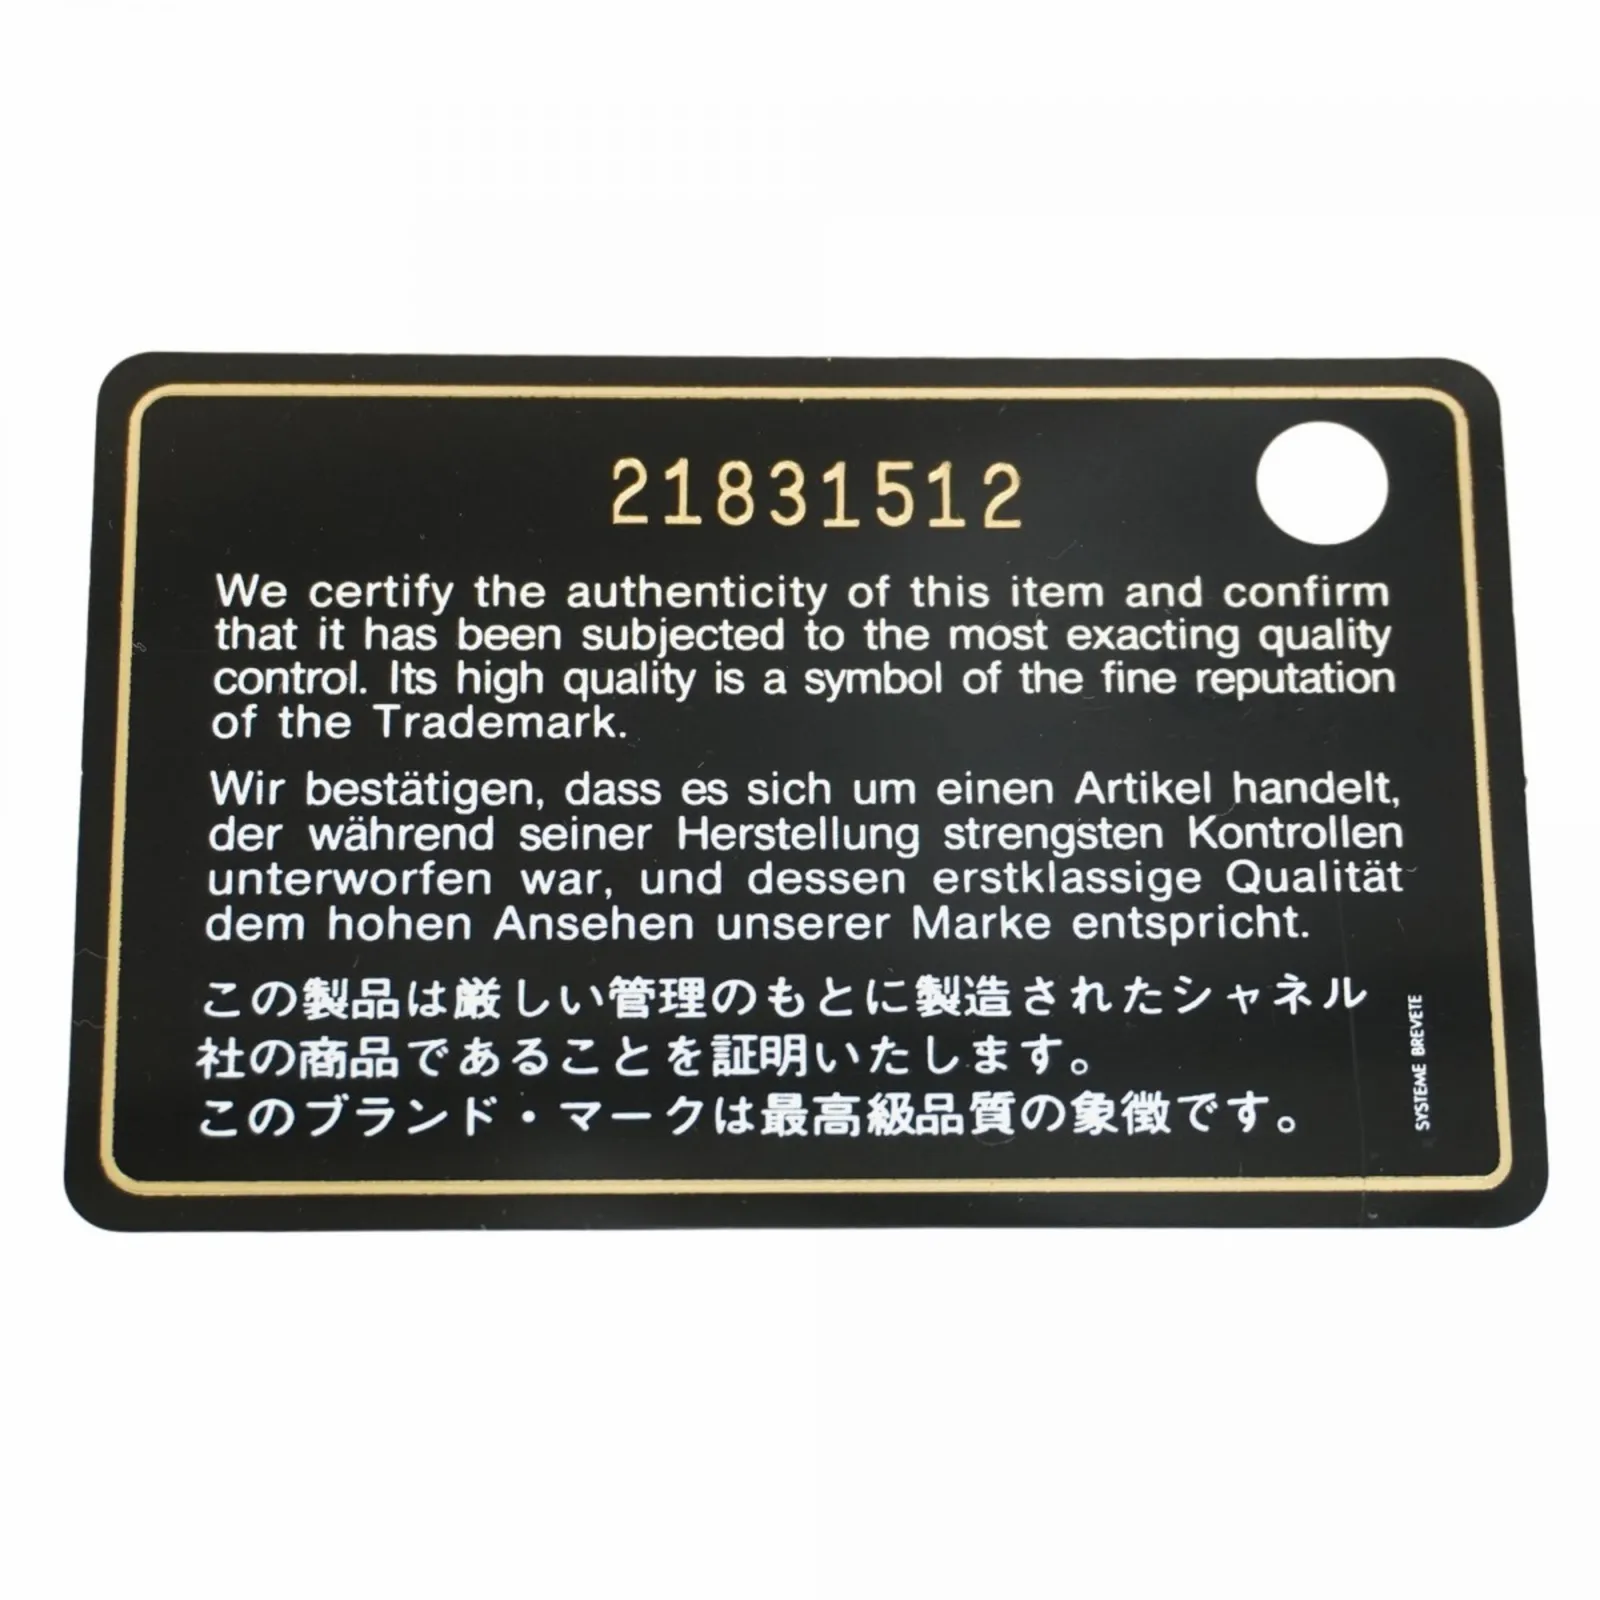 21831512
We certify the authenticity of this item and confirm
that it has been subjected to the most exacting quality
control. Its high quality is a symbol of the fine reputation
of the Trademark.
Wir bestätigen, dass es sich um einen Artikel handelt,
der während seiner Herstellung strengsten Kontrollen
unterworfen war, und dessen erstklassige Qualität
dem hohen Ansehen unserer Marke entspricht.
この製品は厳しい管理のもとに製造されたシャネル
社の商品であることを証明いたします。
このブランド・マークは最高級品質の象徴です。
SYSTEME BREVETE